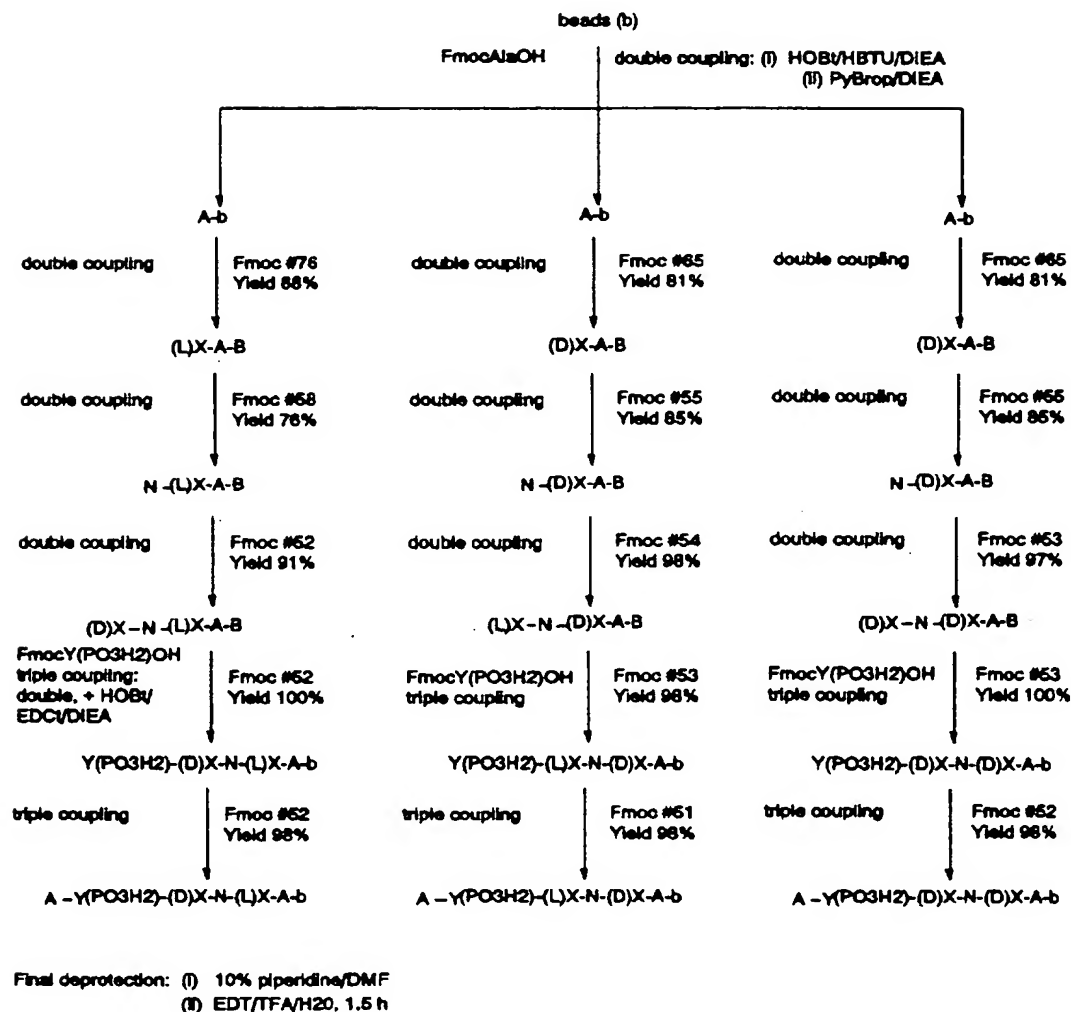 beads (b)
FmocAlaOH double coupling: (i) HOBt/HBTU/DIEA
(ii) PyBrop/DIEA
A-b A-b A-b
double coupling Fmoc #76 double coupling Fmoc #65 double coupling Fmoc #65
Yield 88% Yield 81% Yield 81%
(L)X-A-B (D)X-A-B (D)X-A-B
double coupling Fmoc #58 double coupling Fmoc #55 double coupling Fmoc #55
Yield 76% Yield 85% Yield 85%
N-(L)X-A-B N-(D)X-A-B N-(D)X-A-B
double coupling Fmoc #52 double coupling Fmoc #54 double coupling Fmoc #53
Yield 91% Yield 98% Yield 97%
(D)X-N-(L)X-A-B (L)X-N-(D)X-A-B (D)X-N-(D)X-A-B
FmocY(PO3H2)OH
triple coupling: Fmoc #52 FmocY(PO3H2)OH Fmoc #53 FmocY(PO3H2)OH Fmoc #53
double, + HOBt/ Yield 100% triple coupling Yield 98% triple coupling Yield 100%
EDCI/DIEA
Y(PO3H2)-(D)X-N-(L)X-A-b Y(PO3H2)-(L)X-N-(D)X-A-b Y(PO3H2)-(D)X-N-(D)X-A-b
triple coupling Fmoc #52 triple coupling Fmoc #51 triple coupling Fmoc #52
Yield 98% Yield 98% Yield 98%
A-Y(PO3H2)-(D)X-N-(L)X-A-b A-Y(PO3H2)-(L)X-N-(D)X-A-b A-Y(PO3H2)-(D)X-N-(D)X-A-b
Final deprotection: (i) 10% piperidine/DMF
(ii) EDT/TFA/H20, 1.5 h